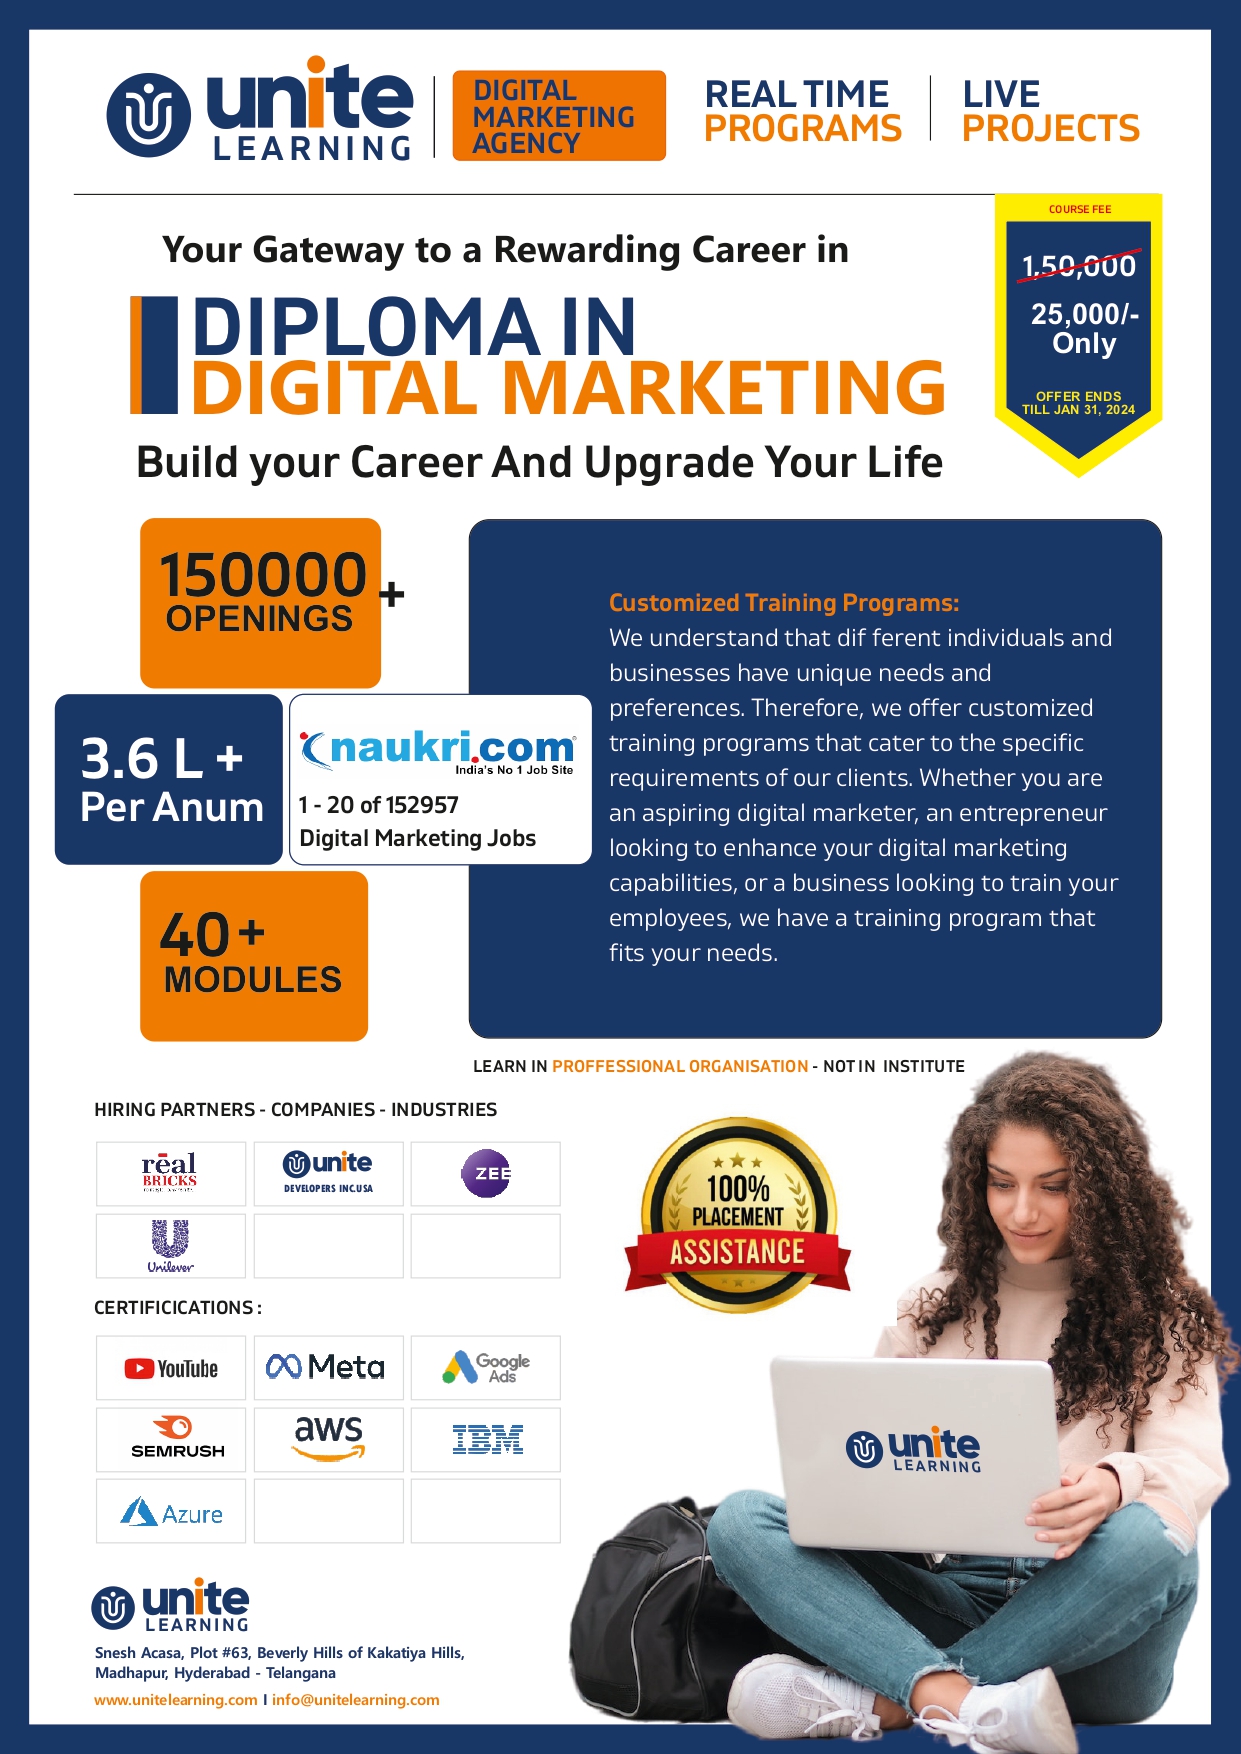 unite
LEARNING
DIGITAL
MARKETING
AGENCY
REAL TIME
PROGRAMS
LIVE
PROJECTS
COURSE FEE
1,50,000
25,000/-
Only
OFFER ENDS
TILL JAN 31, 2024
Your Gateway to a Rewarding Career in
DIPLOMA IN
DIGITAL MARKETING
Build your Career And Upgrade Your Life
150000+
OPENINGS
3.6 L +
Per Anum
naukri.com
India's No 1 Job Site
1 - 20 of 152957
Digital Marketing Jobs
40+
MODULES
Customized Training Programs:
We understand that dif ferent individuals and
businesses have unique needs and
preferences. Therefore, we offer customized
training programs that cater to the specific
requirements of our clients. Whether you are
an aspiring digital marketer, an entrepreneur
looking to enhance your digital marketing
capabilities, or a business looking to train your
employees, we have a training program that
fits your needs.
LEARN IN PROFFESSIONAL ORGANISATION - NOT IN INSTITUTE
HIRING PARTNERS - COMPANIES - INDUSTRIES
rēal
BRICKS
unite
DEVELOPERS INC.USA
ZEE
Unilever
100%
PLACEMENT
ASSISTANCE
CERTIFICICATIONS :
YouTube
Meta
Google
Ads
SEMRUSH
aws
IBM
Azure
unite
LEARNING
unite
LEARNING
Snesh Acasa, Plot #63, Beverly Hills of Kakatiya Hills,
Madhapur, Hyderabad - Telangana
www.unitelearning.com I info@unitelearning.com